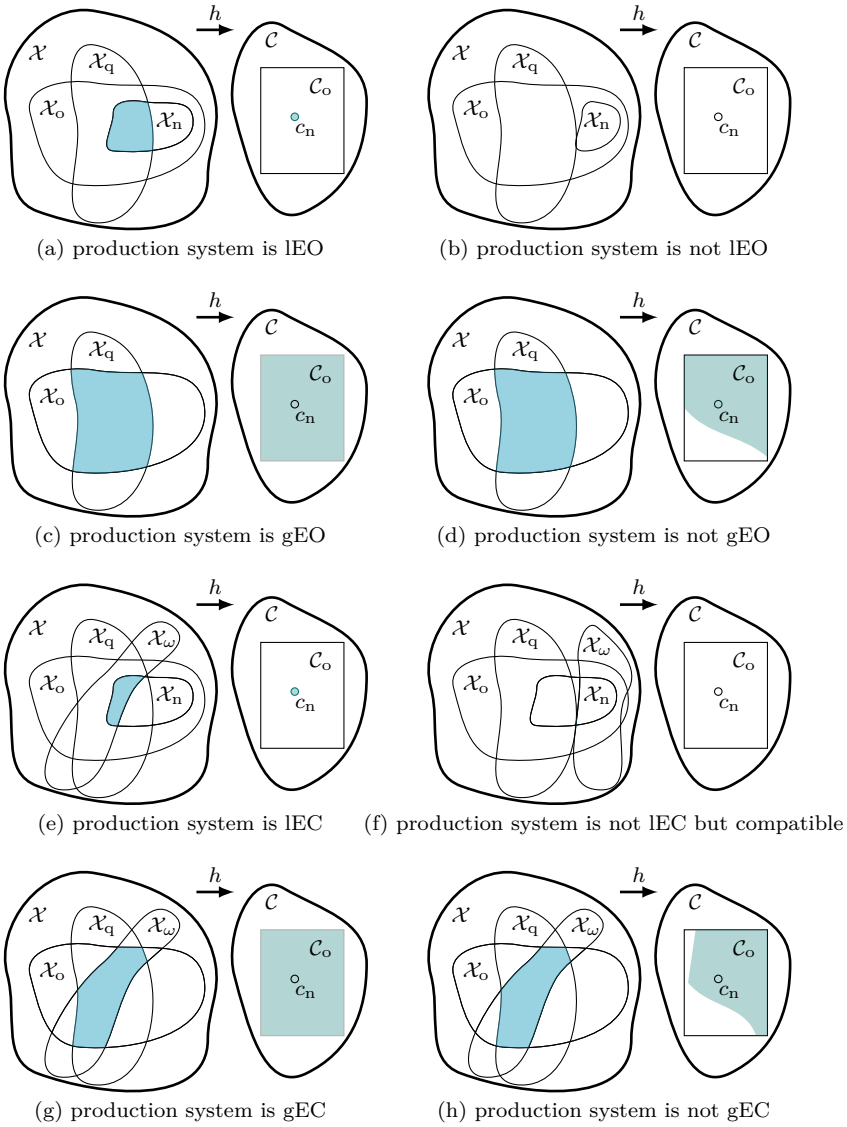 h
h
𝒳 𝒳q 𝒞 𝒳 𝒳q 𝒞
𝒳o 𝒳n 𝒞o cn 𝒳o 𝒳n 𝒞o cn
(a) production system is lEO (b) production system is not lEO
h
h
𝒳 𝒳q 𝒞 𝒳 𝒳q 𝒞
𝒳o 𝒞o cn 𝒳o 𝒞o cn
(c) production system is gEO (d) production system is not gEO
h
h
𝒳 𝒳q 𝒳ω 𝒞 𝒳 𝒳q 𝒳ω 𝒞
𝒳o 𝒳n 𝒞o cn 𝒳o 𝒳n 𝒞o cn
(e) production system is lEC (f) production system is not lEC but compatible
h
h
𝒳 𝒳q 𝒳ω 𝒞 𝒳 𝒳q 𝒳ω 𝒞
𝒳o 𝒞o cn 𝒳o 𝒞o cn
(g) production system is gEC (h) production system is not gEC